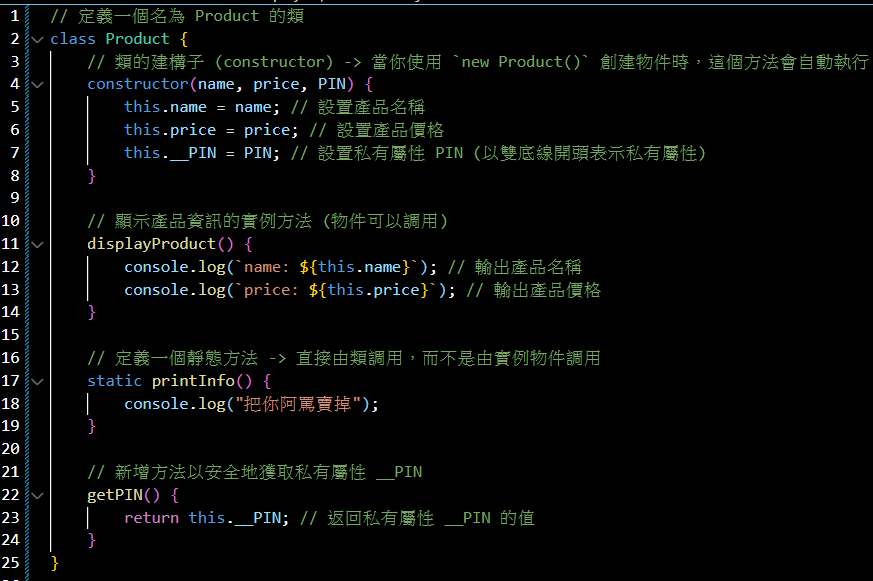 1 // 定義一個名為 Product 的類
2 class Product {
3 // 類的建構子 (constructor) -> 當你使用 `new Product()` 創建物件時，這個方法會自動執行
4 constructor(name, price, PIN) {
5 this.name = name; // 設置產品名稱
6 this.price = price; // 設置產品價格
7 this.__PIN = PIN; // 設置私有屬性 PIN (以雙底線開頭表示私有屬性)
8 }
9
10 // 顯示產品資訊的實例方法 (物件可以調用)
11 displayProduct() {
12 console.log(`name: ${this.name}`); // 輸出產品名稱
13 console.log(`price: ${this.price}`); // 輸出產品價格
14 }
15
16 // 定義一個靜態方法 -> 直接由類調用，而不是由實例物件調用
17 static printInfo() {
18 console.log("把你阿罵賣掉");
19 }
20
21 // 新增方法以安全地獲取私有屬性 __PIN
22 getPIN() {
23 return this.__PIN; // 返回私有屬性 __PIN 的值
24 }
25 }